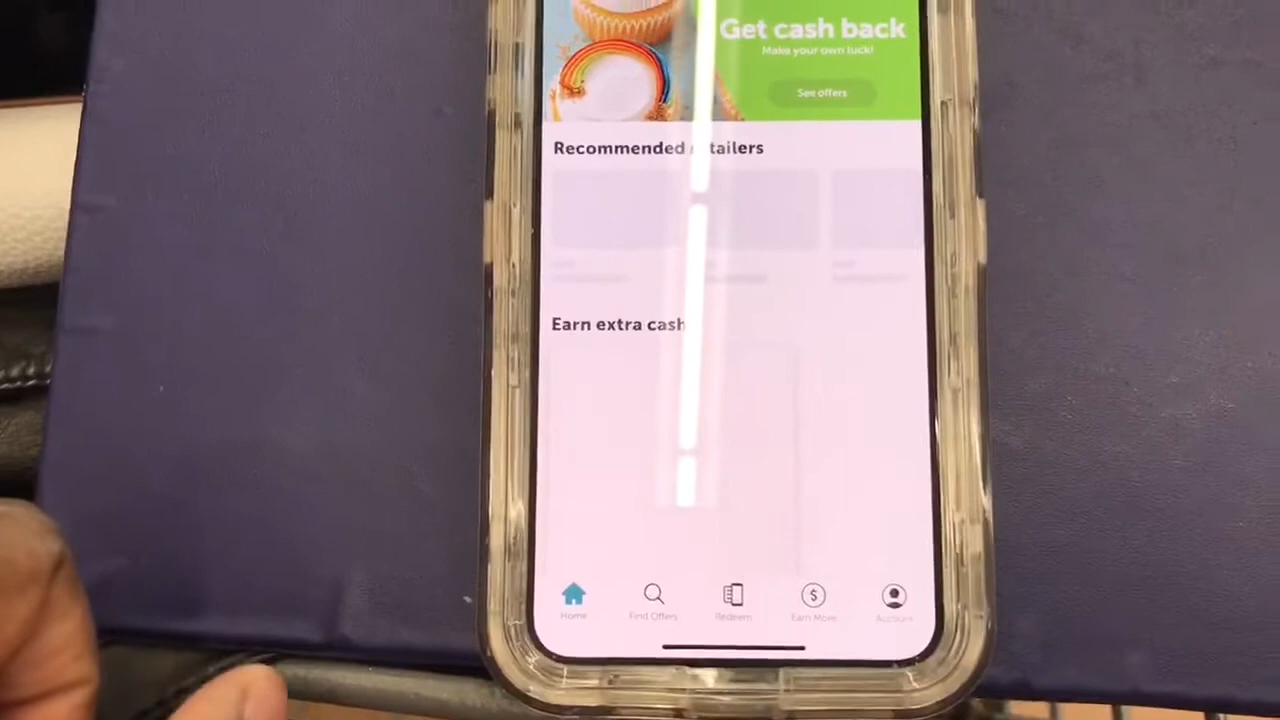 Get cash back
Make your own luck!
See offers
Recommended tailers
Earn extra cash
Home
Find Offers
Redeem
Earn More
Account